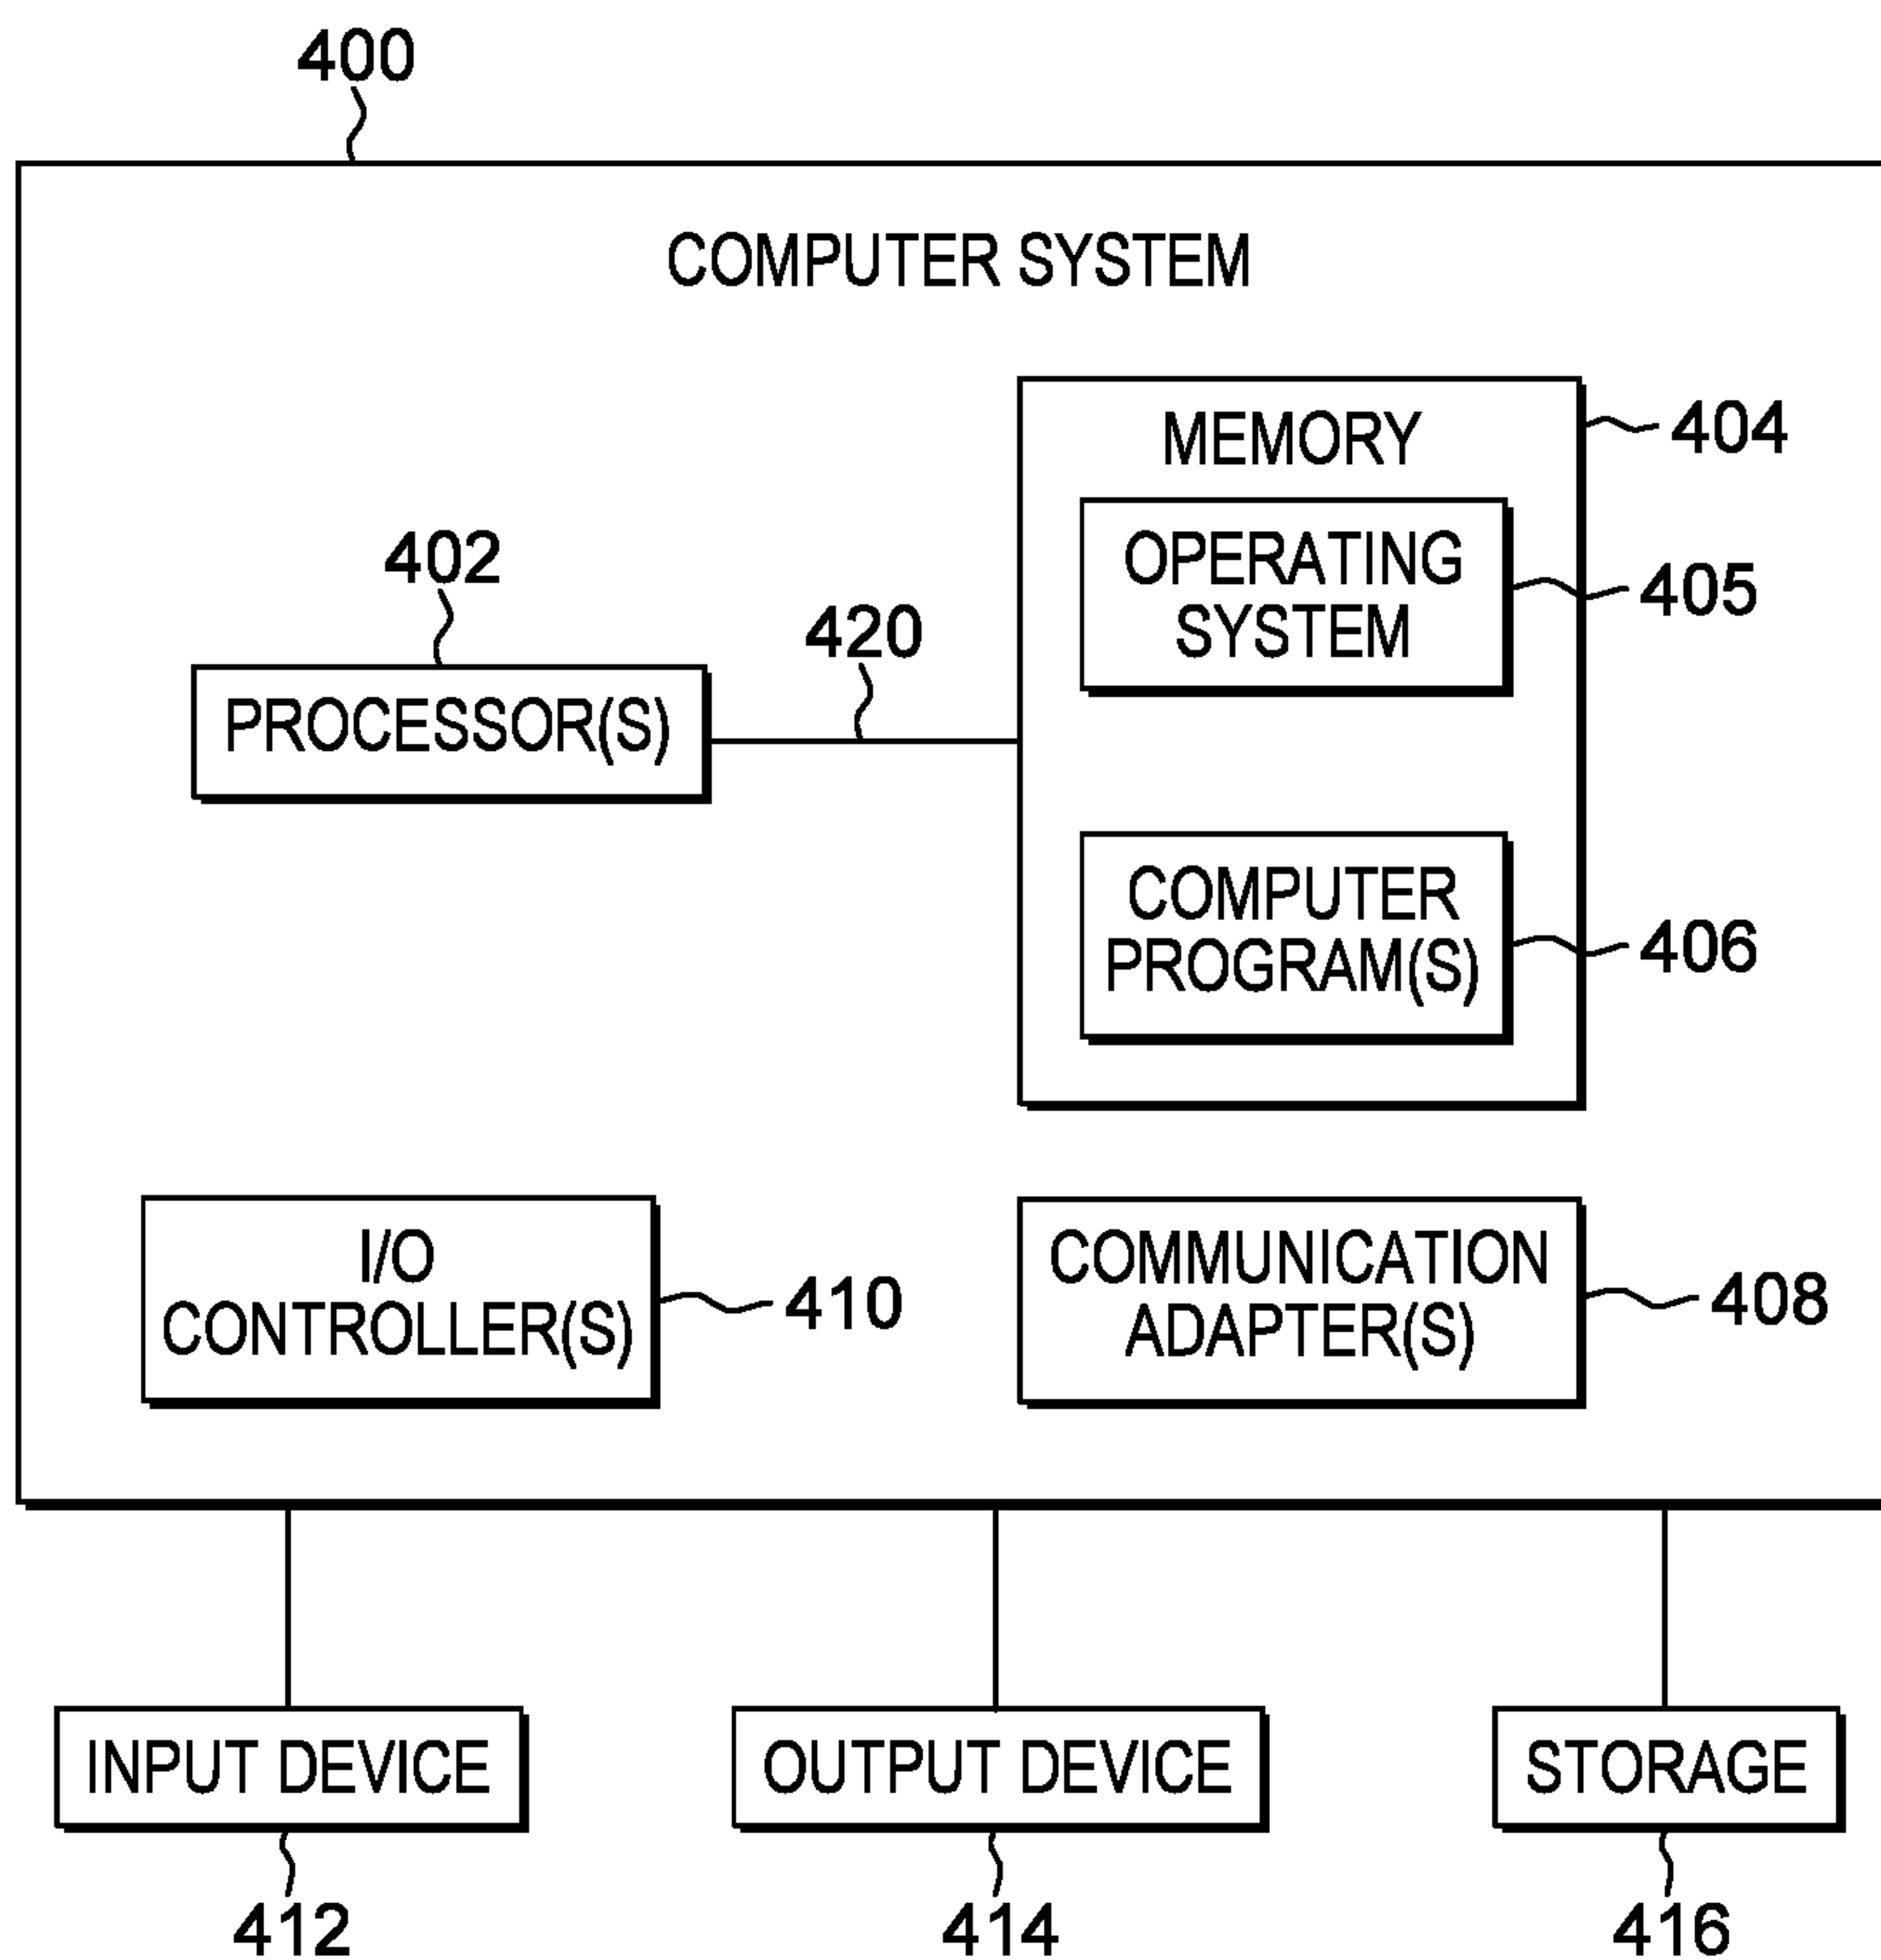 400
COMPUTER SYSTEM
MEMORY
404
OPERATING
SYSTEM
405
402
PROCESSOR(S)
420
COMPUTER
PROGRAM(S)
406
I/O
CONTROLLER(S)
410
COMMUNICATION
ADAPTER(S)
408
INPUT DEVICE
OUTPUT DEVICE
STORAGE
412
414
416